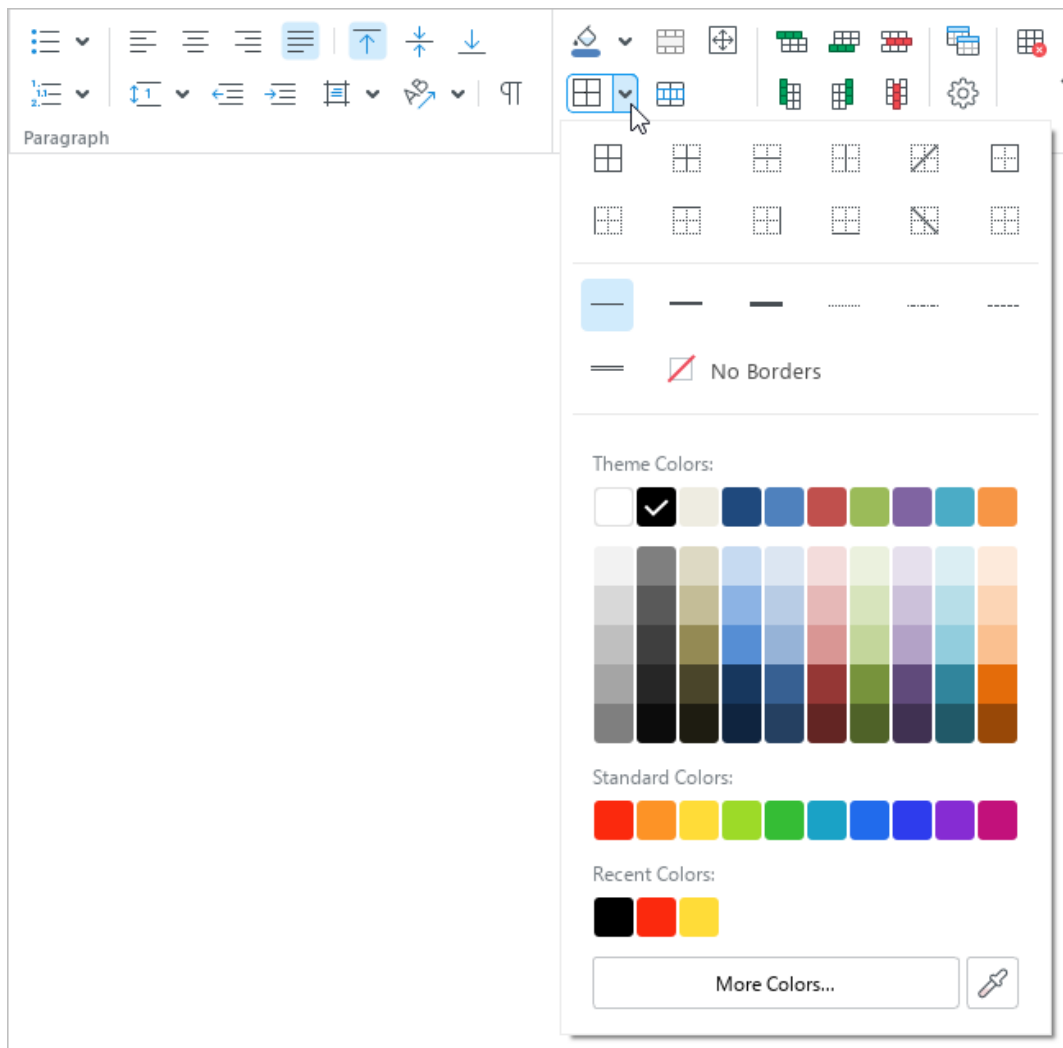 Paragraph
No Borders
Theme Colors:
Standard Colors:
Recent Colors:
More Colors...